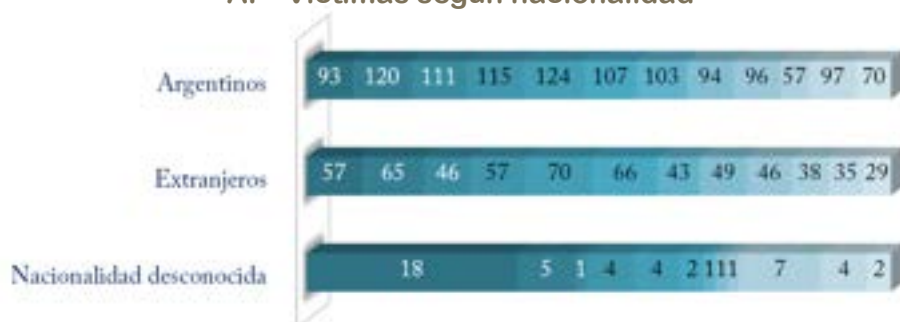 Argentinos 93 120 111 115 124 107 103 94 96 57 97 70
Extranjeros 57 65 46 57 70 66 43 49 46 38 35 29
Nacionalidad desconocida 18 5 1 4 4 2 1 1 1 7 4 2